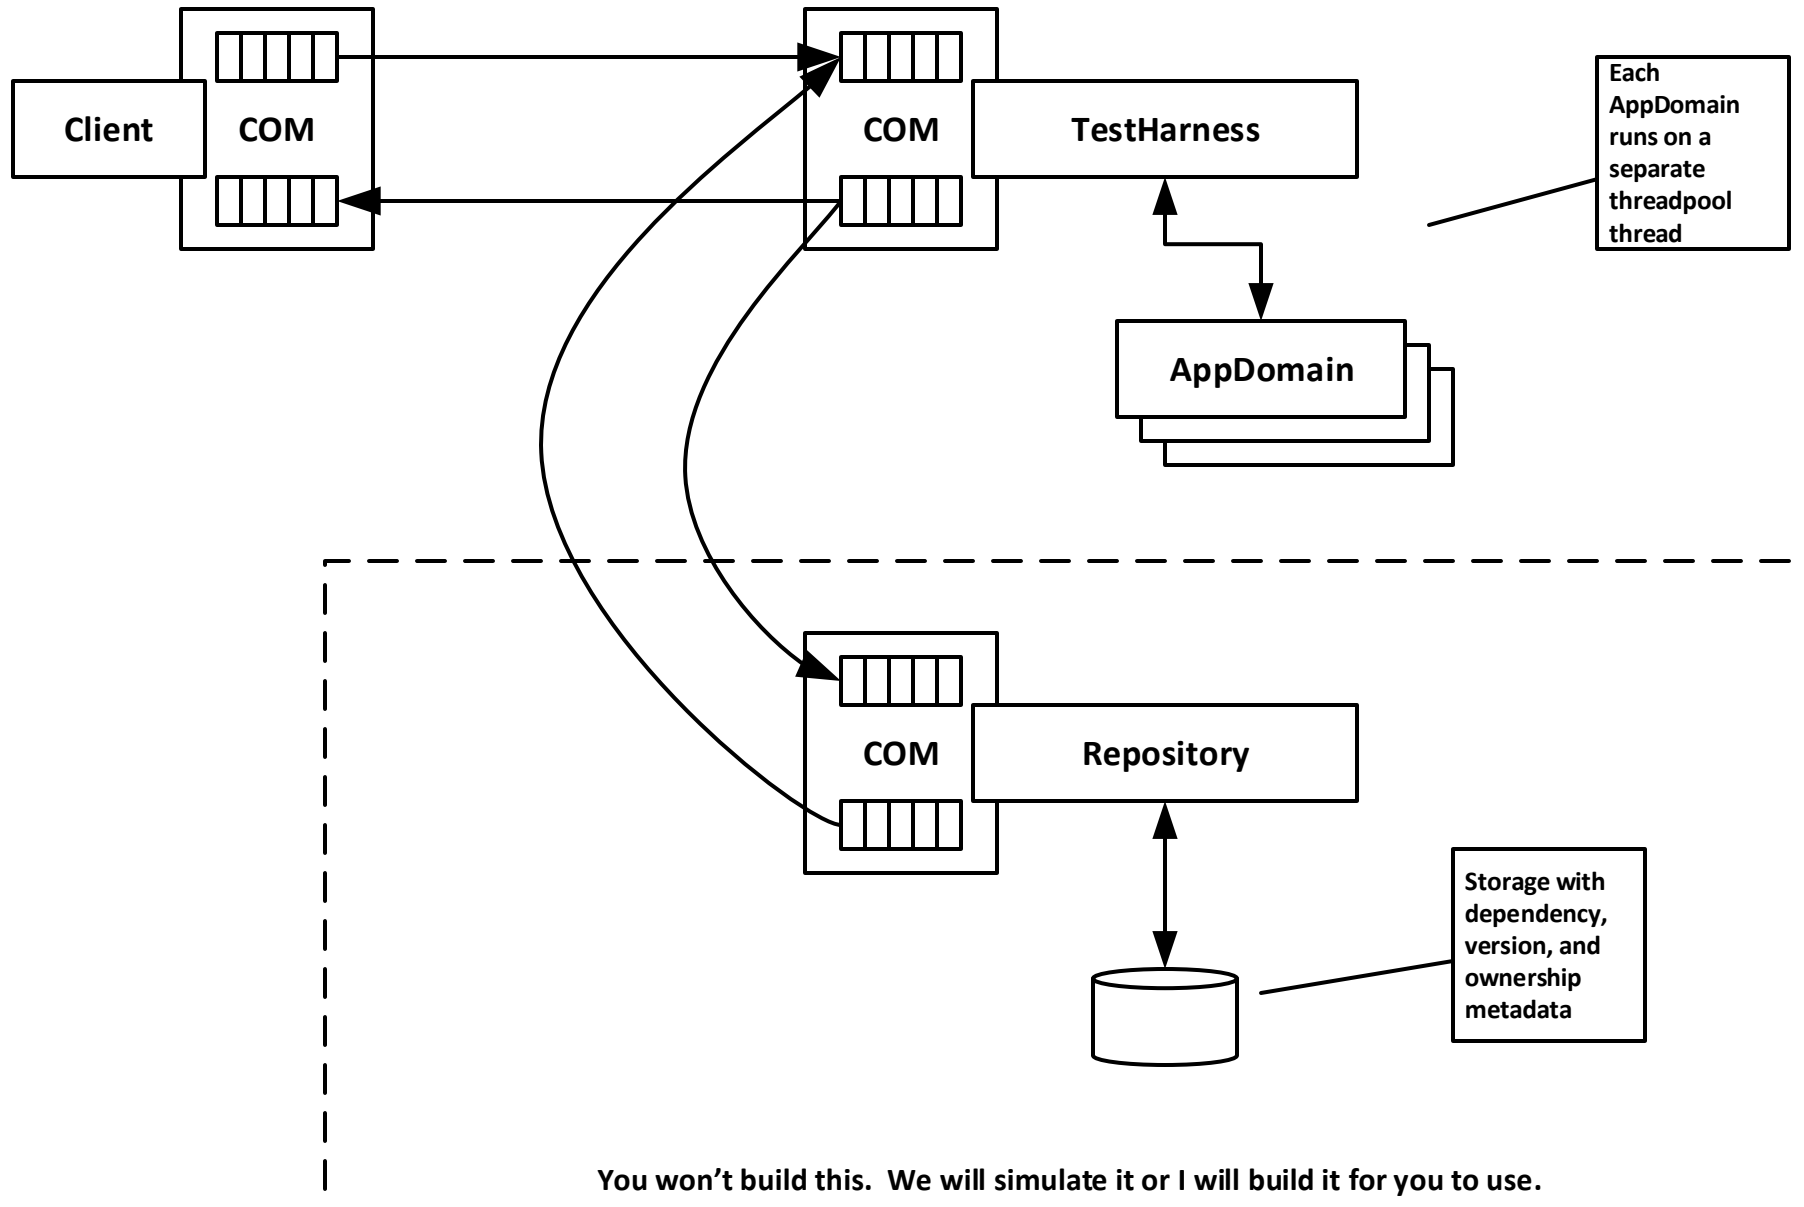 Client
COM
COM
TestHarness
Each
AppDomain
runs on a
separate
threadpool
thread
AppDomain
COM
Repository
Storage with
dependency,
version, and
ownership
metadata
You won’t build this.  We will simulate it or I will build it for you to use.